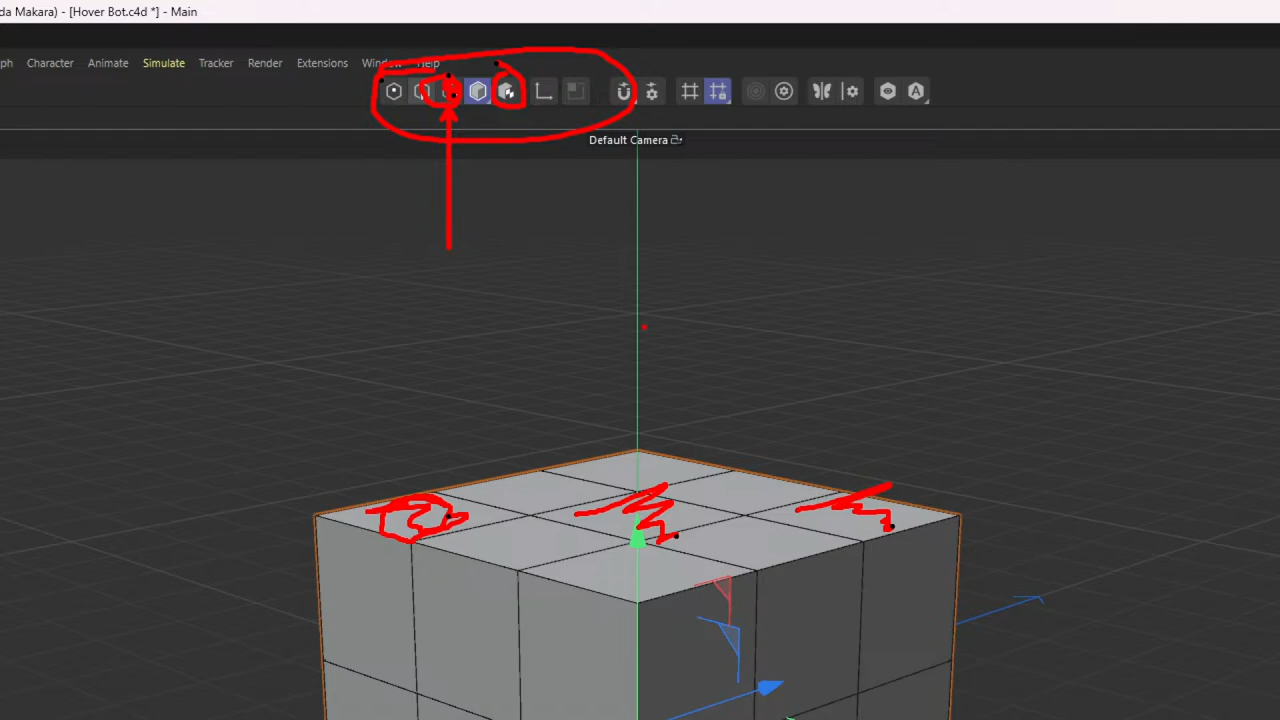 da Makara) - [Hover Bot.c4d *] - Main
ph Character Animate Simulate Tracker Render Extensions Window Help
Default Camera